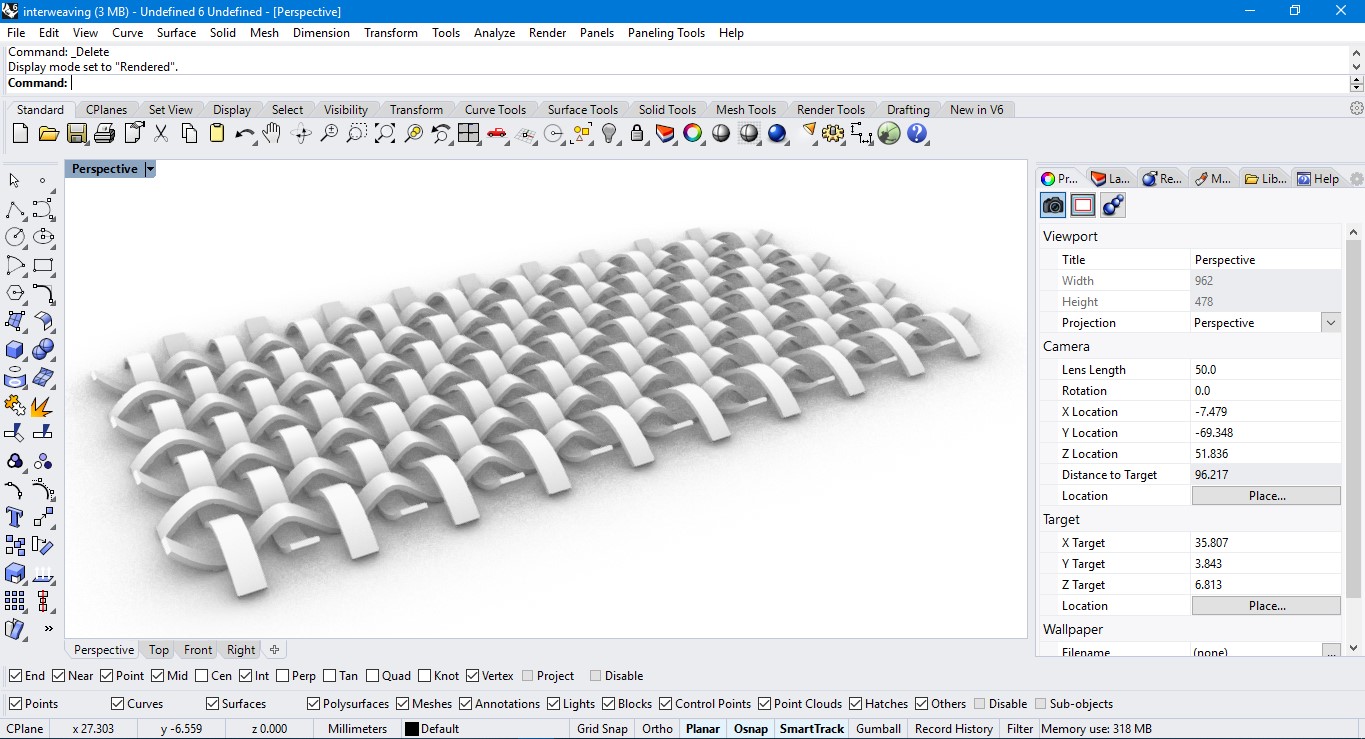 interweaving (3 MB) - Undefined 6 Undefined - [Perspective]
File Edit View Curve Surface Solid Mesh Dimension Transform Tools Analyze Render Panels Paneling Tools Help
Command: _Delete
Display mode set to "Rendered".
Command:
Standard CPlanes Set View Display Select Visibility Transform Curve Tools Surface Tools Solid Tools Mesh Tools Render Tools Drafting New in V6
Perspective
Pr... La... Re... M... Lib... Help
Viewport
Title Perspective
Width 962
Height 478
Projection Perspective
Camera
Lens Length 50.0
Rotation 0.0
X Location -7.479
Y Location -69.348
Z Location 51.836
Distance to Target 96.217
Location Place...
Target
X Target 35.807
Y Target 3.843
Z Target 6.813
Location Place...
Wallpaper
Filename (none) ...
Perspective Top Front Right
End Near Point Mid Cen Int Perp Tan Quad Knot Vertex Project Disable
Points Curves Surfaces Polysurfaces Meshes Annotations Lights Blocks Control Points Point Clouds Hatches Others Disable Sub-objects
CPlane x 27.303 y -6.559 z 0.000 Millimeters Default Grid Snap Ortho Planar Osnap SmartTrack Gumball Record History Filter Memory use: 318 MB